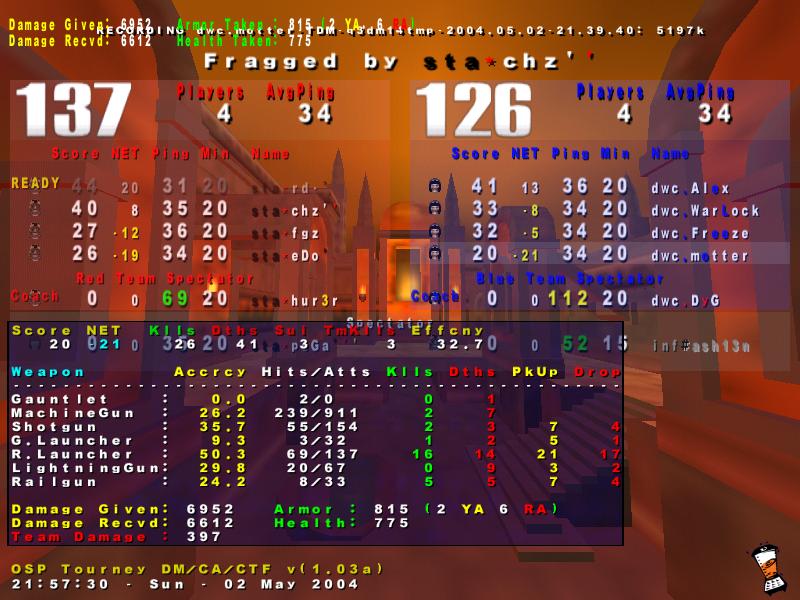 Damage Given: 6952 Armor Taken : 815 (2 YA, 6 RA)
RECORDING dwc.motter-TDM-q3dm14tmp-2004.05.02-21.39.40: 5197k
Damage Recvd: 6612 Health Taken: 775
Fragged by sta*chz''
137 Players AvgPing 126 Players AvgPing
4 34 4 34
Score NET Ping Min Name Score NET Ping Min Name
READY 44 20 31 20 sta*rd· 41 13 36 20 dwc.Alex
40 8 35 20 sta*chz' 33 -8 34 20 dwc.WarLock
27 -12 36 20 sta*fgz 32 -5 34 20 dwc.Freeze
26 -19 34 20 sta*eDo 20 -21 34 20 dwc.motter
Red Team Spectator Blue Team Spectator
Coach 0 0 69 20 sta*hur3r Coach 0 0 112 20 dwc.DyG
Spectator
0 0 52 15 inf#ash13n
Score NET Klls Dths Sui TmKlls Effcny
20 -21 26 41 3 3 32.7
Weapon Accrcy Hits/Atts Klls Dths PkUp Drop
Gauntlet : 0.0 2/0 0 1
MachineGun : 26.2 239/911 2 7
Shotgun : 35.7 55/154 2 3 7 4
G.Launcher : 9.3 3/32 1 2 5 1
R.Launcher : 50.3 69/137 16 14 21 17
LightningGun: 29.8 20/67 0 9 3 2
Railgun : 24.2 8/33 5 5 7 4
Damage Given: 6952 Armor : 815 (2 YA 6 RA)
Damage Recvd: 6612 Health: 775
Team Damage : 397
OSP Tourney DM/CA/CTF v(1.03a)
21:57:30 - Sun - 02 May 2004